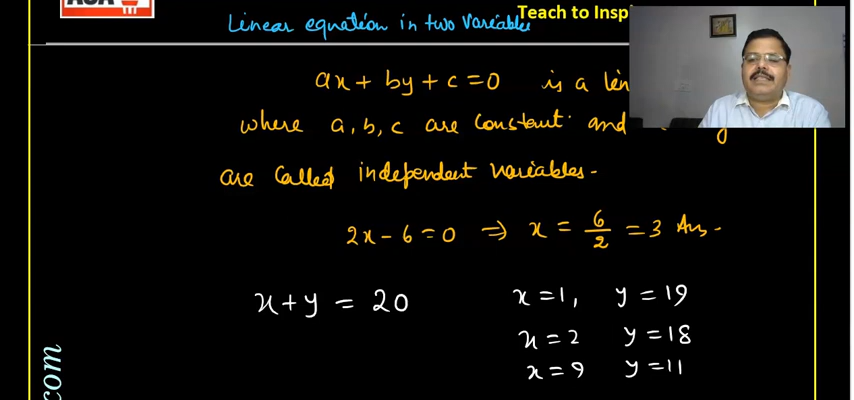 Teach to Inspi
Linear equation in two variables
ax + by + c = 0 is a lin
where a, b, c are constant and
are called independent variables.
2x - 6 = 0 ⇒ x = 6/2 = 3 Ans.
x + y = 20
x = 1, y = 19
x = 2 y = 18
x = 9 y = 11
.com